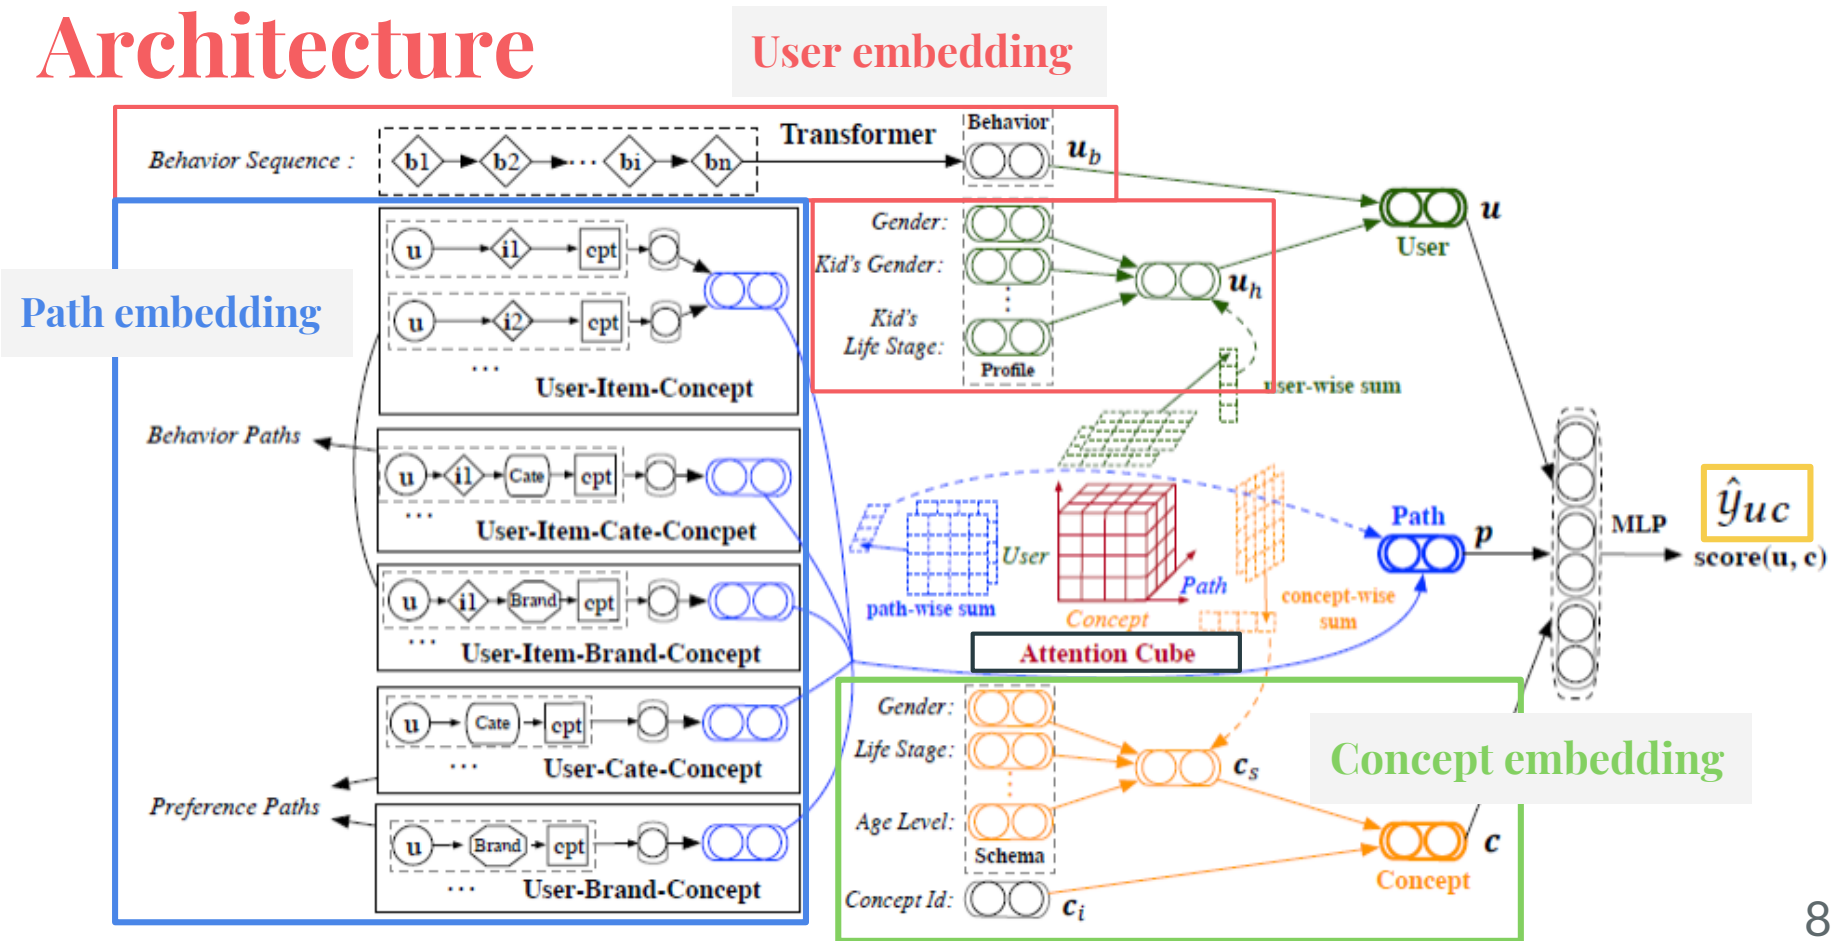 Architecture
User embedding
Behavior Sequence :
b1 b2 ... bi bn
Transformer
Behavior
u_b
Path embedding
u i1 cpt
u i2 cpt
...
User-Item-Concept
Behavior Paths
u i1 Cate cpt
...
User-Item-Cate-Concpet
u i1 Brand cpt
...
User-Item-Brand-Concept
u Cate cpt
...
User-Cate-Concept
Preference Paths
u Brand cpt
...
User-Brand-Concept
Gender:
Kid's Gender:
Kid's
Life Stage:
Profile
u_h
user-wise sum
User
u
path-wise sum
User
Path
Concept
concept-wise
sum
Attention Cube
Path
p
MLP
ŷuc
score(u, c)
Gender:
Life Stage:
Age Level:
Schema
c_s
Concept embedding
Concept Id:
c_i
c
Concept
8